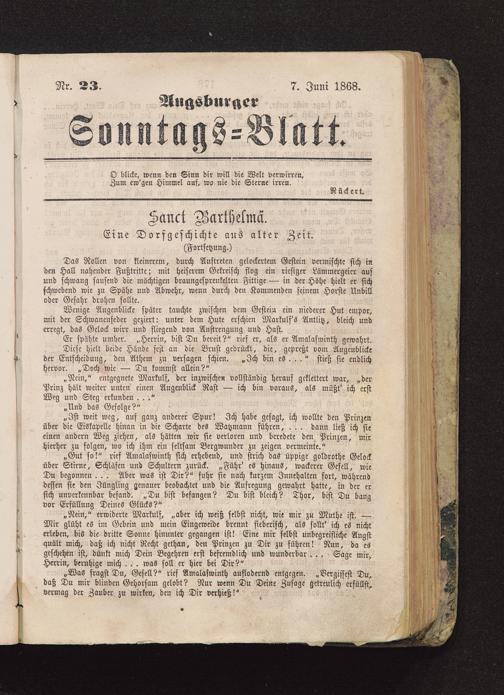 Nr. 23.
7. Juni 1868.
Augsburger
Sonntags-Blatt.
O blicke, wenn den Sinn dir will die Welt verwirren,
Zum ew'gen Himmel auf, wo nie die Sterne irren.
Rückert.
Sanct Barthelmä.
Eine Dorfgeschichte aus alter Zeit.
(Fortsetzung.)
Das Rollen von kleinerem, durch Auftreten gelockertem Gestein vermischte sich in
den Hall nahender Fußtritte; mit heiserem Gekreisch flog ein riesiger Lämmergeier auf
und schwang sausend die mächtigen braungesprenkelten Fittige — in der Höhe hielt er sich
schwebend wie zu Spähe und Abwehr, wenn durch den Kommenden seinem Horste Unbill
oder Gefahr drohen sollte.
Wenige Augenblicke später tauchte zwischen dem Gestein ein niederer Hut empor,
mit der Schwanenfeder geziert; unter dem Hute erschien Markulf's Antlitz, bleich und
erregt, das Gelock wirr und fliegend von Anstrengung und Hast.
Er spähte umher. „Herrin, bist Du bereit?" rief er, als er Amalaswinth gewahrt.
Diese hielt beide Hände fest an die Brust gedrückt, die, gepreßt vom Augenblicke
der Entscheidung, den Athem zu versagen schien. „Ich bin es . . ." stieß sie endlich
hervor. „Doch wie — Du kommst allein?"
„Nein," entgegnete Markulf, der inzwischen vollständig herauf geklettert war, „der
Prinz hält weiter unten einen Augenblick Rast — ich bin voraus, als müßt' ich erst
Weg und Steg erkunden . . ."
„Und das Gefolge?"
„Ist weit weg, auf ganz anderer Spur! Ich habe gesagt, ich wollte den Prinzen
über die Eiskapelle hinan in die Scharte des Watzmann führen, . . . dann ließ ich sie
einen andern Weg ziehen, als hätten wir sie verloren und beredete den Prinzen, mir
hierher zu folgen, wo ich ihm ein seltsam Bergwunder zu zeigen vermeinte."
„Gut so!" rief Amalaswinth sich erhebend, und strich das üppige goldrothe Gelock
über Stirne, Schläfen und Schultern zurück. „Führ' es hinaus, wackerer Gesell, wie
Du begonnen . . . Aber was ist Dir?" fuhr sie nach kurzem Innehalten fort, während
dessen sie den Jüngling genauer beobachtet und die Aufregung gewahrt hatte, in der er
sich unverkennbar befand. „Du bist befangen? Du bist bleich? Thor, bist Du bang
vor Erfüllung Deines Glücks?"
„Nein," erwiderte Markulf, „aber ich weiß selbst nicht, wie mir zu Muthe ist. —
Mir glüht es im Gebein und mein Eingeweide brennt fieberisch, als sollt' ich es nicht
erleben, bis die dritte Sonne hinunter gegangen ist! Eine mir selbst unbegreifliche Angst
quält mich, daß ich nicht Recht gethan, den Prinzen zu Dir zu führen! Nun, da es
geschehen ist, dünkt mich Dein Begehren erst befremdlich und wunderbar . . . Sage mir,
Herrin, beruhige mich . . . was soll er hier bei Dir?"
„Was fragst Du, Gesell?" rief Amalaswinth auflodernd entgegen. „Vergissest Du,
daß Du mir blinden Gehorsam gelobt? Nur wenn Du Deine Zusage getreulich erfüllst,
vermag der Zauber zu wirken, den ich Dir verhieß!"